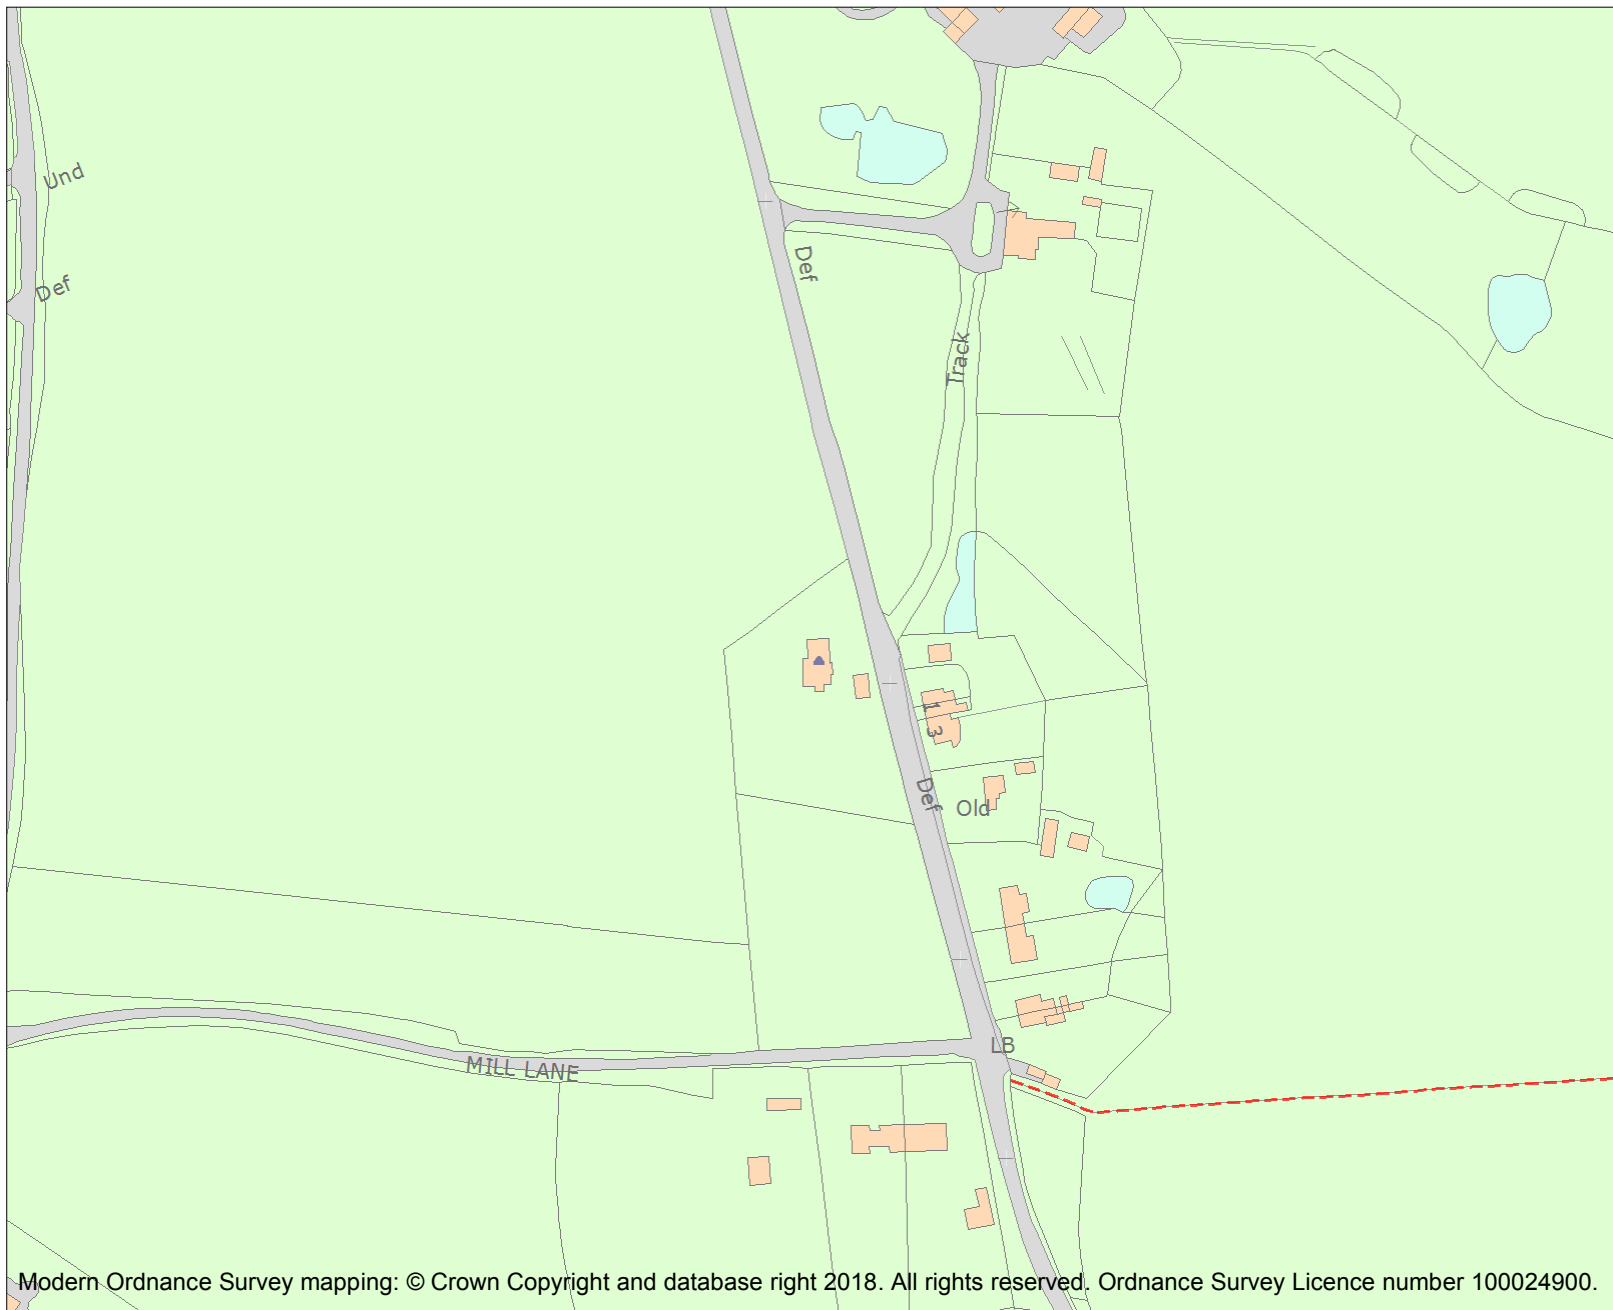 Und
Def
Def
Track
1
3
Def
Old
LB
MILL LANE
Modern Ordnance Survey mapping: © Crown Copyright and database right 2018. All rights reserved. Ordnance Survey Licence number 100024900.